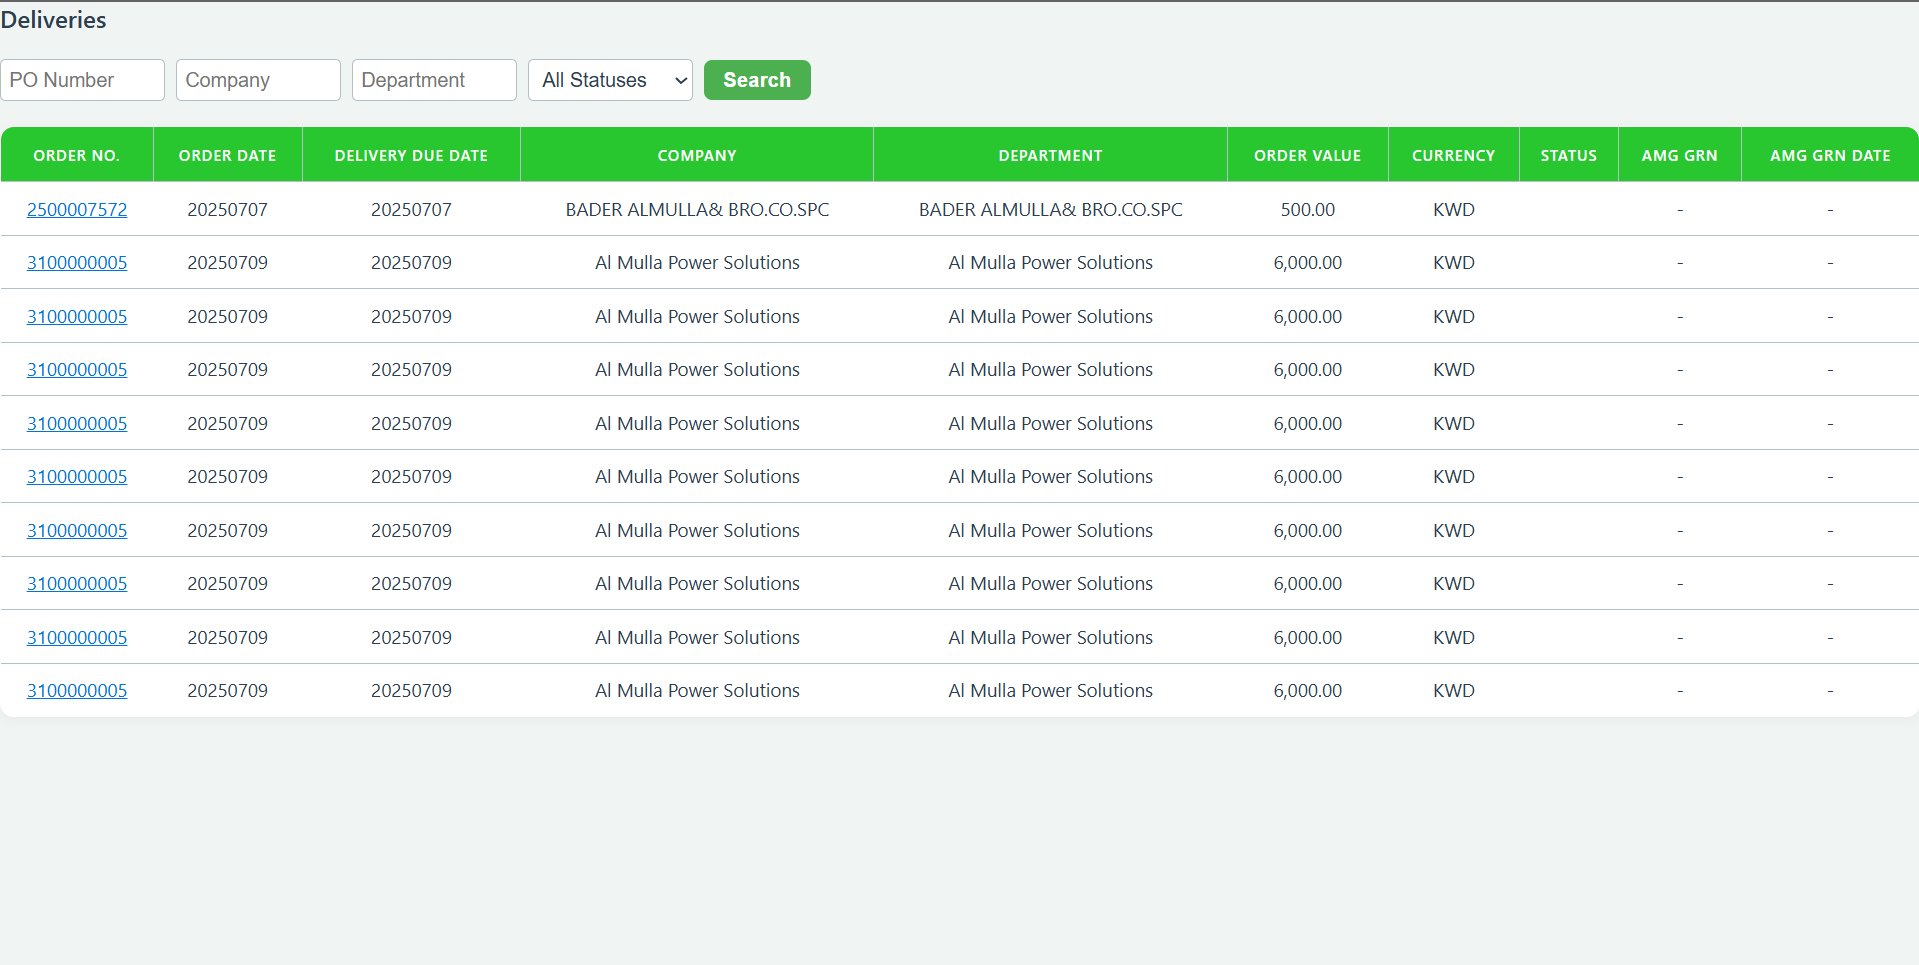 Deliveries
PO Number Company Department All Statuses Search
ORDER NO. ORDER DATE DELIVERY DUE DATE COMPANY DEPARTMENT ORDER VALUE CURRENCY STATUS AMG GRN AMG GRN DATE
2500007572 20250707 20250707 BADER ALMULLA& BRO.CO.SPC BADER ALMULLA& BRO.CO.SPC 500.00 KWD - -
3100000005 20250709 20250709 Al Mulla Power Solutions Al Mulla Power Solutions 6,000.00 KWD - -
3100000005 20250709 20250709 Al Mulla Power Solutions Al Mulla Power Solutions 6,000.00 KWD - -
3100000005 20250709 20250709 Al Mulla Power Solutions Al Mulla Power Solutions 6,000.00 KWD - -
3100000005 20250709 20250709 Al Mulla Power Solutions Al Mulla Power Solutions 6,000.00 KWD - -
3100000005 20250709 20250709 Al Mulla Power Solutions Al Mulla Power Solutions 6,000.00 KWD - -
3100000005 20250709 20250709 Al Mulla Power Solutions Al Mulla Power Solutions 6,000.00 KWD - -
3100000005 20250709 20250709 Al Mulla Power Solutions Al Mulla Power Solutions 6,000.00 KWD - -
3100000005 20250709 20250709 Al Mulla Power Solutions Al Mulla Power Solutions 6,000.00 KWD - -
3100000005 20250709 20250709 Al Mulla Power Solutions Al Mulla Power Solutions 6,000.00 KWD - -